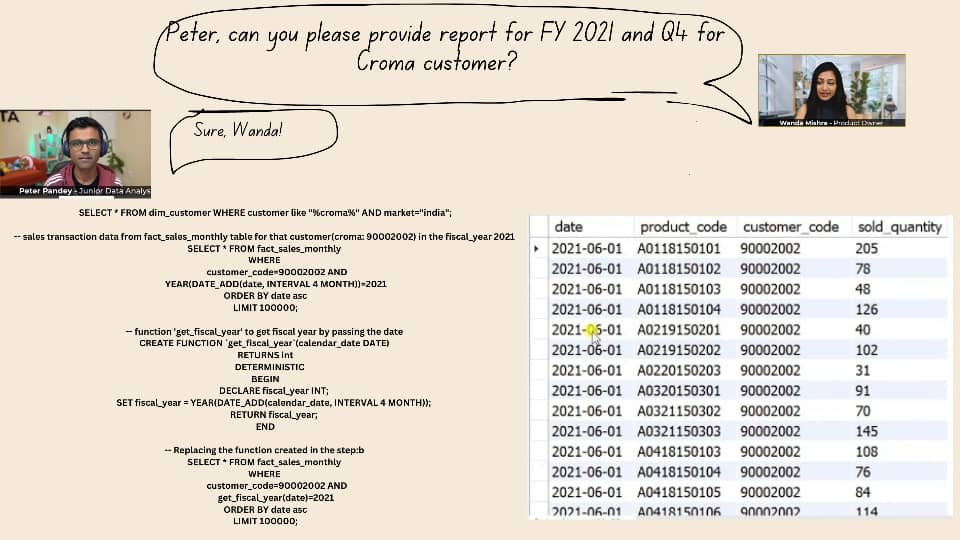 Peter, can you please provide report for FY 2021 and Q4 for
Croma customer?
Wanda Mishra - Product Owner
Sure, Wanda!
TA
Peter Pandey - Junior Data Analys
SELECT * FROM dim_customer WHERE customer like "%croma%" AND market="india";
-- sales transaction data from fact_sales_monthly table for that customer(croma: 90002002) in the fiscal_year 2021
SELECT * FROM fact_sales_monthly
WHERE
customer_code=90002002 AND
YEAR(DATE_ADD(date, INTERVAL 4 MONTH))=2021
ORDER BY date asc
LIMIT 100000;
-- function 'get_fiscal_year' to get fiscal year by passing the date
CREATE FUNCTION `get_fiscal_year`(calendar_date DATE)
RETURNS int
DETERMINISTIC
BEGIN
DECLARE fiscal_year INT;
SET fiscal_year = YEAR(DATE_ADD(calendar_date, INTERVAL 4 MONTH));
RETURN fiscal_year;
END
-- Replacing the function created in the step:b
SELECT * FROM fact_sales_monthly
WHERE
customer_code=90002002 AND
get_fiscal_year(date)=2021
ORDER BY date asc
LIMIT 100000;
date product_code customer_code sold_quantity
2021-06-01 A0118150101 90002002 205
2021-06-01 A0118150102 90002002 78
2021-06-01 A0118150103 90002002 48
2021-06-01 A0118150104 90002002 126
2021-06-01 A0219150201 90002002 40
2021-06-01 A0219150202 90002002 102
2021-06-01 A0220150203 90002002 31
2021-06-01 A0320150301 90002002 91
2021-06-01 A0321150302 90002002 70
2021-06-01 A0321150303 90002002 145
2021-06-01 A0418150103 90002002 108
2021-06-01 A0418150104 90002002 76
2021-06-01 A0418150105 90002002 84
2021-06-01 A0418150106 90002002 114